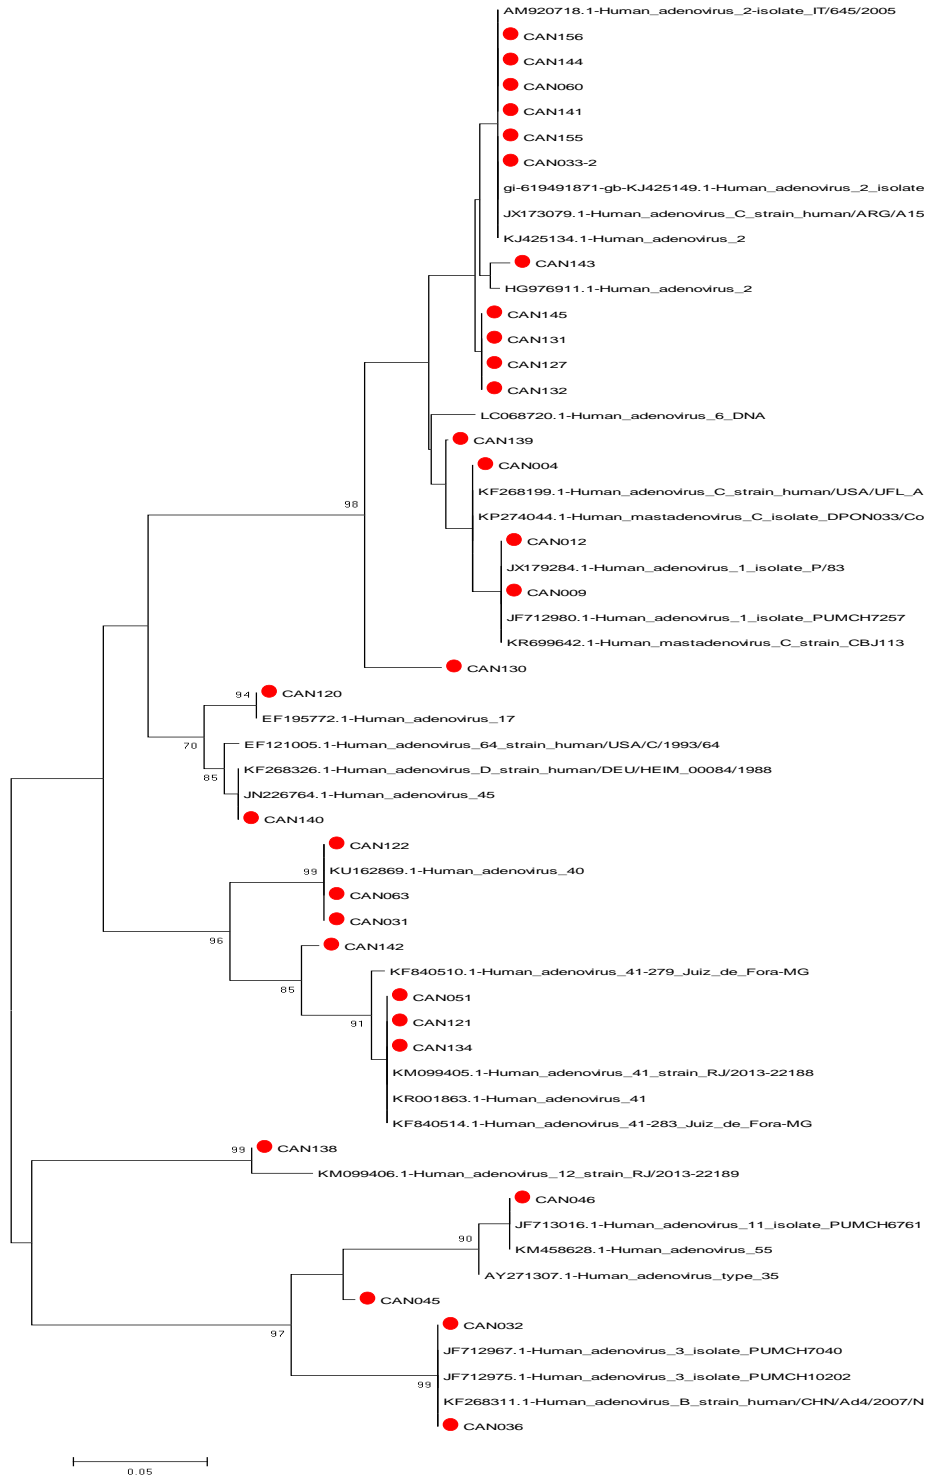 AM920718.1-Human_adenovirus_2-isolate_IT/645/2005
CAN156
CAN144
CAN060
CAN141
CAN155
CAN033-2
gi-619491871-gb-KJ425149.1-Human_adenovirus_2_isolate
JX173079.1-Human_adenovirus_C_strain_human/ARG/A15
KJ425134.1-Human_adenovirus_2
CAN143
HG976911.1-Human_adenovirus_2
CAN145
CAN131
CAN127
CAN132
LC068720.1-Human_adenovirus_6_DNA
CAN139
CAN004
KF268199.1-Human_adenovirus_C_strain_human/USA/UFL_A
98
KP274044.1-Human_mastadenovirus_C_isolate_DPON033/Co
CAN012
JX179284.1-Human_adenovirus_1_isolate_P/83
CAN009
JF712980.1-Human_adenovirus_1_isolate_PUMCH7257
KR699642.1-Human_mastadenovirus_C_strain_CBJ113
CAN130
94
CAN120
EF195772.1-Human_adenovirus_17
70
EF121005.1-Human_adenovirus_64_strain_human/USA/C/1993/64
KF268326.1-Human_adenovirus_D_strain_human/DEU/HEIM_00084/1988
85
JN226764.1-Human_adenovirus_45
CAN140
CAN122
99
KU162869.1-Human_adenovirus_40
CAN063
CAN031
96
CAN142
KF840510.1-Human_adenovirus_41-279_Juiz_de_Fora-MG
85
CAN051
CAN121
91
CAN134
KM099405.1-Human_adenovirus_41_strain_RJ/2013-22188
KR001863.1-Human_adenovirus_41
KF840514.1-Human_adenovirus_41-283_Juiz_de_Fora-MG
99
CAN138
KM099406.1-Human_adenovirus_12_strain_RJ/2013-22189
CAN046
JF713016.1-Human_adenovirus_11_isolate_PUMCH6761
90
KM458628.1-Human_adenovirus_55
AY271307.1-Human_adenovirus_type_35
CAN045
CAN032
97
JF712967.1-Human_adenovirus_3_isolate_PUMCH7040
JF712975.1-Human_adenovirus_3_isolate_PUMCH10202
99
KF268311.1-Human_adenovirus_B_strain_human/CHN/Ad4/2007/N
CAN036
0.05